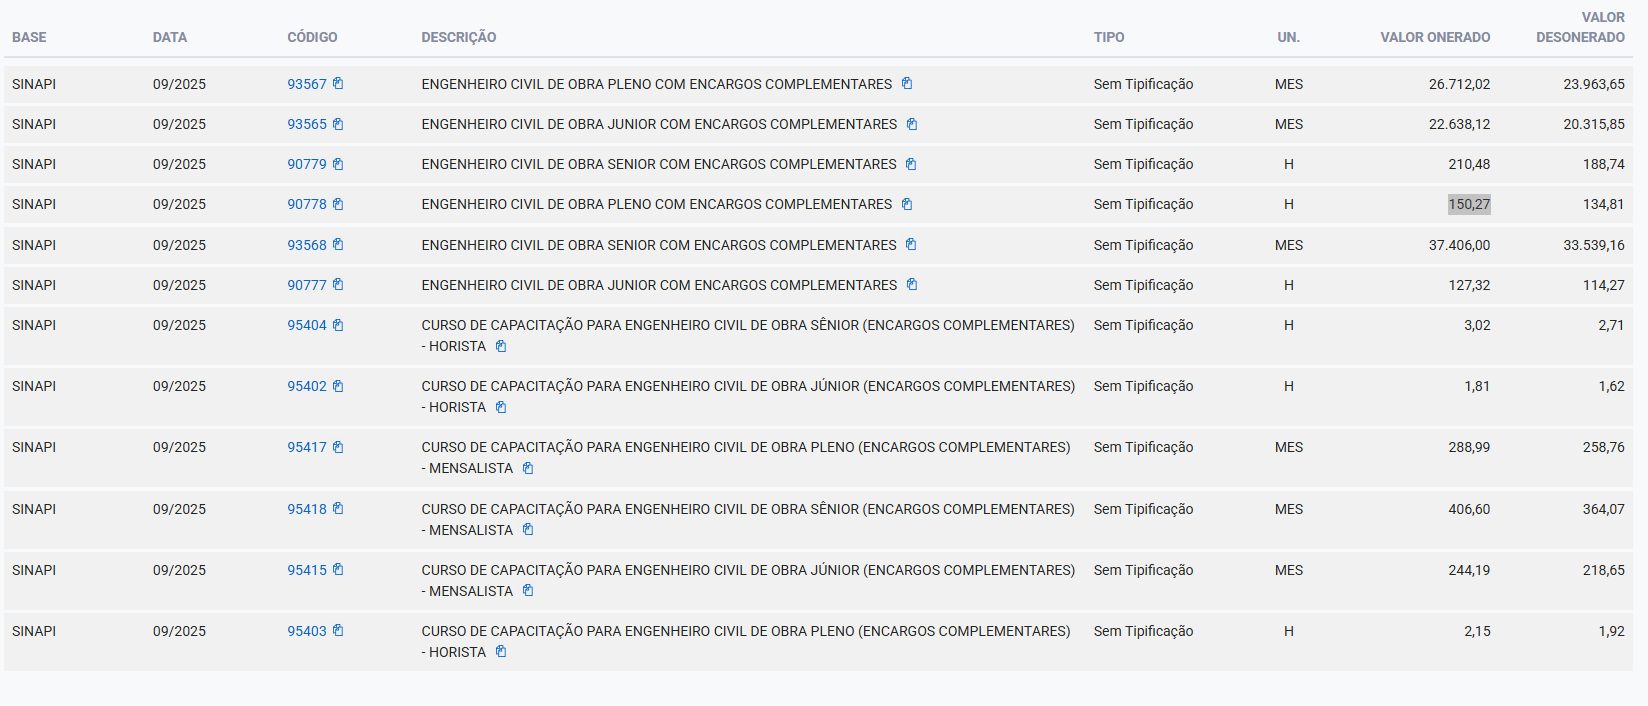 BASE DATA CÓDIGO DESCRIÇÃO TIPO UN. VALOR ONERADO VALOR DESONERADO
SINAPI 09/2025 93567 ENGENHEIRO CIVIL DE OBRA PLENO COM ENCARGOS COMPLEMENTARES Sem Tipificação MES 26.712,02 23.963,65
SINAPI 09/2025 93565 ENGENHEIRO CIVIL DE OBRA JUNIOR COM ENCARGOS COMPLEMENTARES Sem Tipificação MES 22.638,12 20.315,85
SINAPI 09/2025 90779 ENGENHEIRO CIVIL DE OBRA SENIOR COM ENCARGOS COMPLEMENTARES Sem Tipificação H 210,48 188,74
SINAPI 09/2025 90778 ENGENHEIRO CIVIL DE OBRA PLENO COM ENCARGOS COMPLEMENTARES Sem Tipificação H 150,27 134,81
SINAPI 09/2025 93568 ENGENHEIRO CIVIL DE OBRA SENIOR COM ENCARGOS COMPLEMENTARES Sem Tipificação MES 37.406,00 33.539,16
SINAPI 09/2025 90777 ENGENHEIRO CIVIL DE OBRA JUNIOR COM ENCARGOS COMPLEMENTARES Sem Tipificação H 127,32 114,27
SINAPI 09/2025 95404 CURSO DE CAPACITAÇÃO PARA ENGENHEIRO CIVIL DE OBRA SÊNIOR (ENCARGOS COMPLEMENTARES) Sem Tipificação H 3,02 2,71
- HORISTA
SINAPI 09/2025 95402 CURSO DE CAPACITAÇÃO PARA ENGENHEIRO CIVIL DE OBRA JÚNIOR (ENCARGOS COMPLEMENTARES) Sem Tipificação H 1,81 1,62
- HORISTA
SINAPI 09/2025 95417 CURSO DE CAPACITAÇÃO PARA ENGENHEIRO CIVIL DE OBRA PLENO (ENCARGOS COMPLEMENTARES) Sem Tipificação MES 288,99 258,76
- MENSALISTA
SINAPI 09/2025 95418 CURSO DE CAPACITAÇÃO PARA ENGENHEIRO CIVIL DE OBRA SÊNIOR (ENCARGOS COMPLEMENTARES) Sem Tipificação MES 406,60 364,07
- MENSALISTA
SINAPI 09/2025 95415 CURSO DE CAPACITAÇÃO PARA ENGENHEIRO CIVIL DE OBRA JÚNIOR (ENCARGOS COMPLEMENTARES) Sem Tipificação MES 244,19 218,65
- MENSALISTA
SINAPI 09/2025 95403 CURSO DE CAPACITAÇÃO PARA ENGENHEIRO CIVIL DE OBRA PLENO (ENCARGOS COMPLEMENTARES) Sem Tipificação H 2,15 1,92
- HORISTA